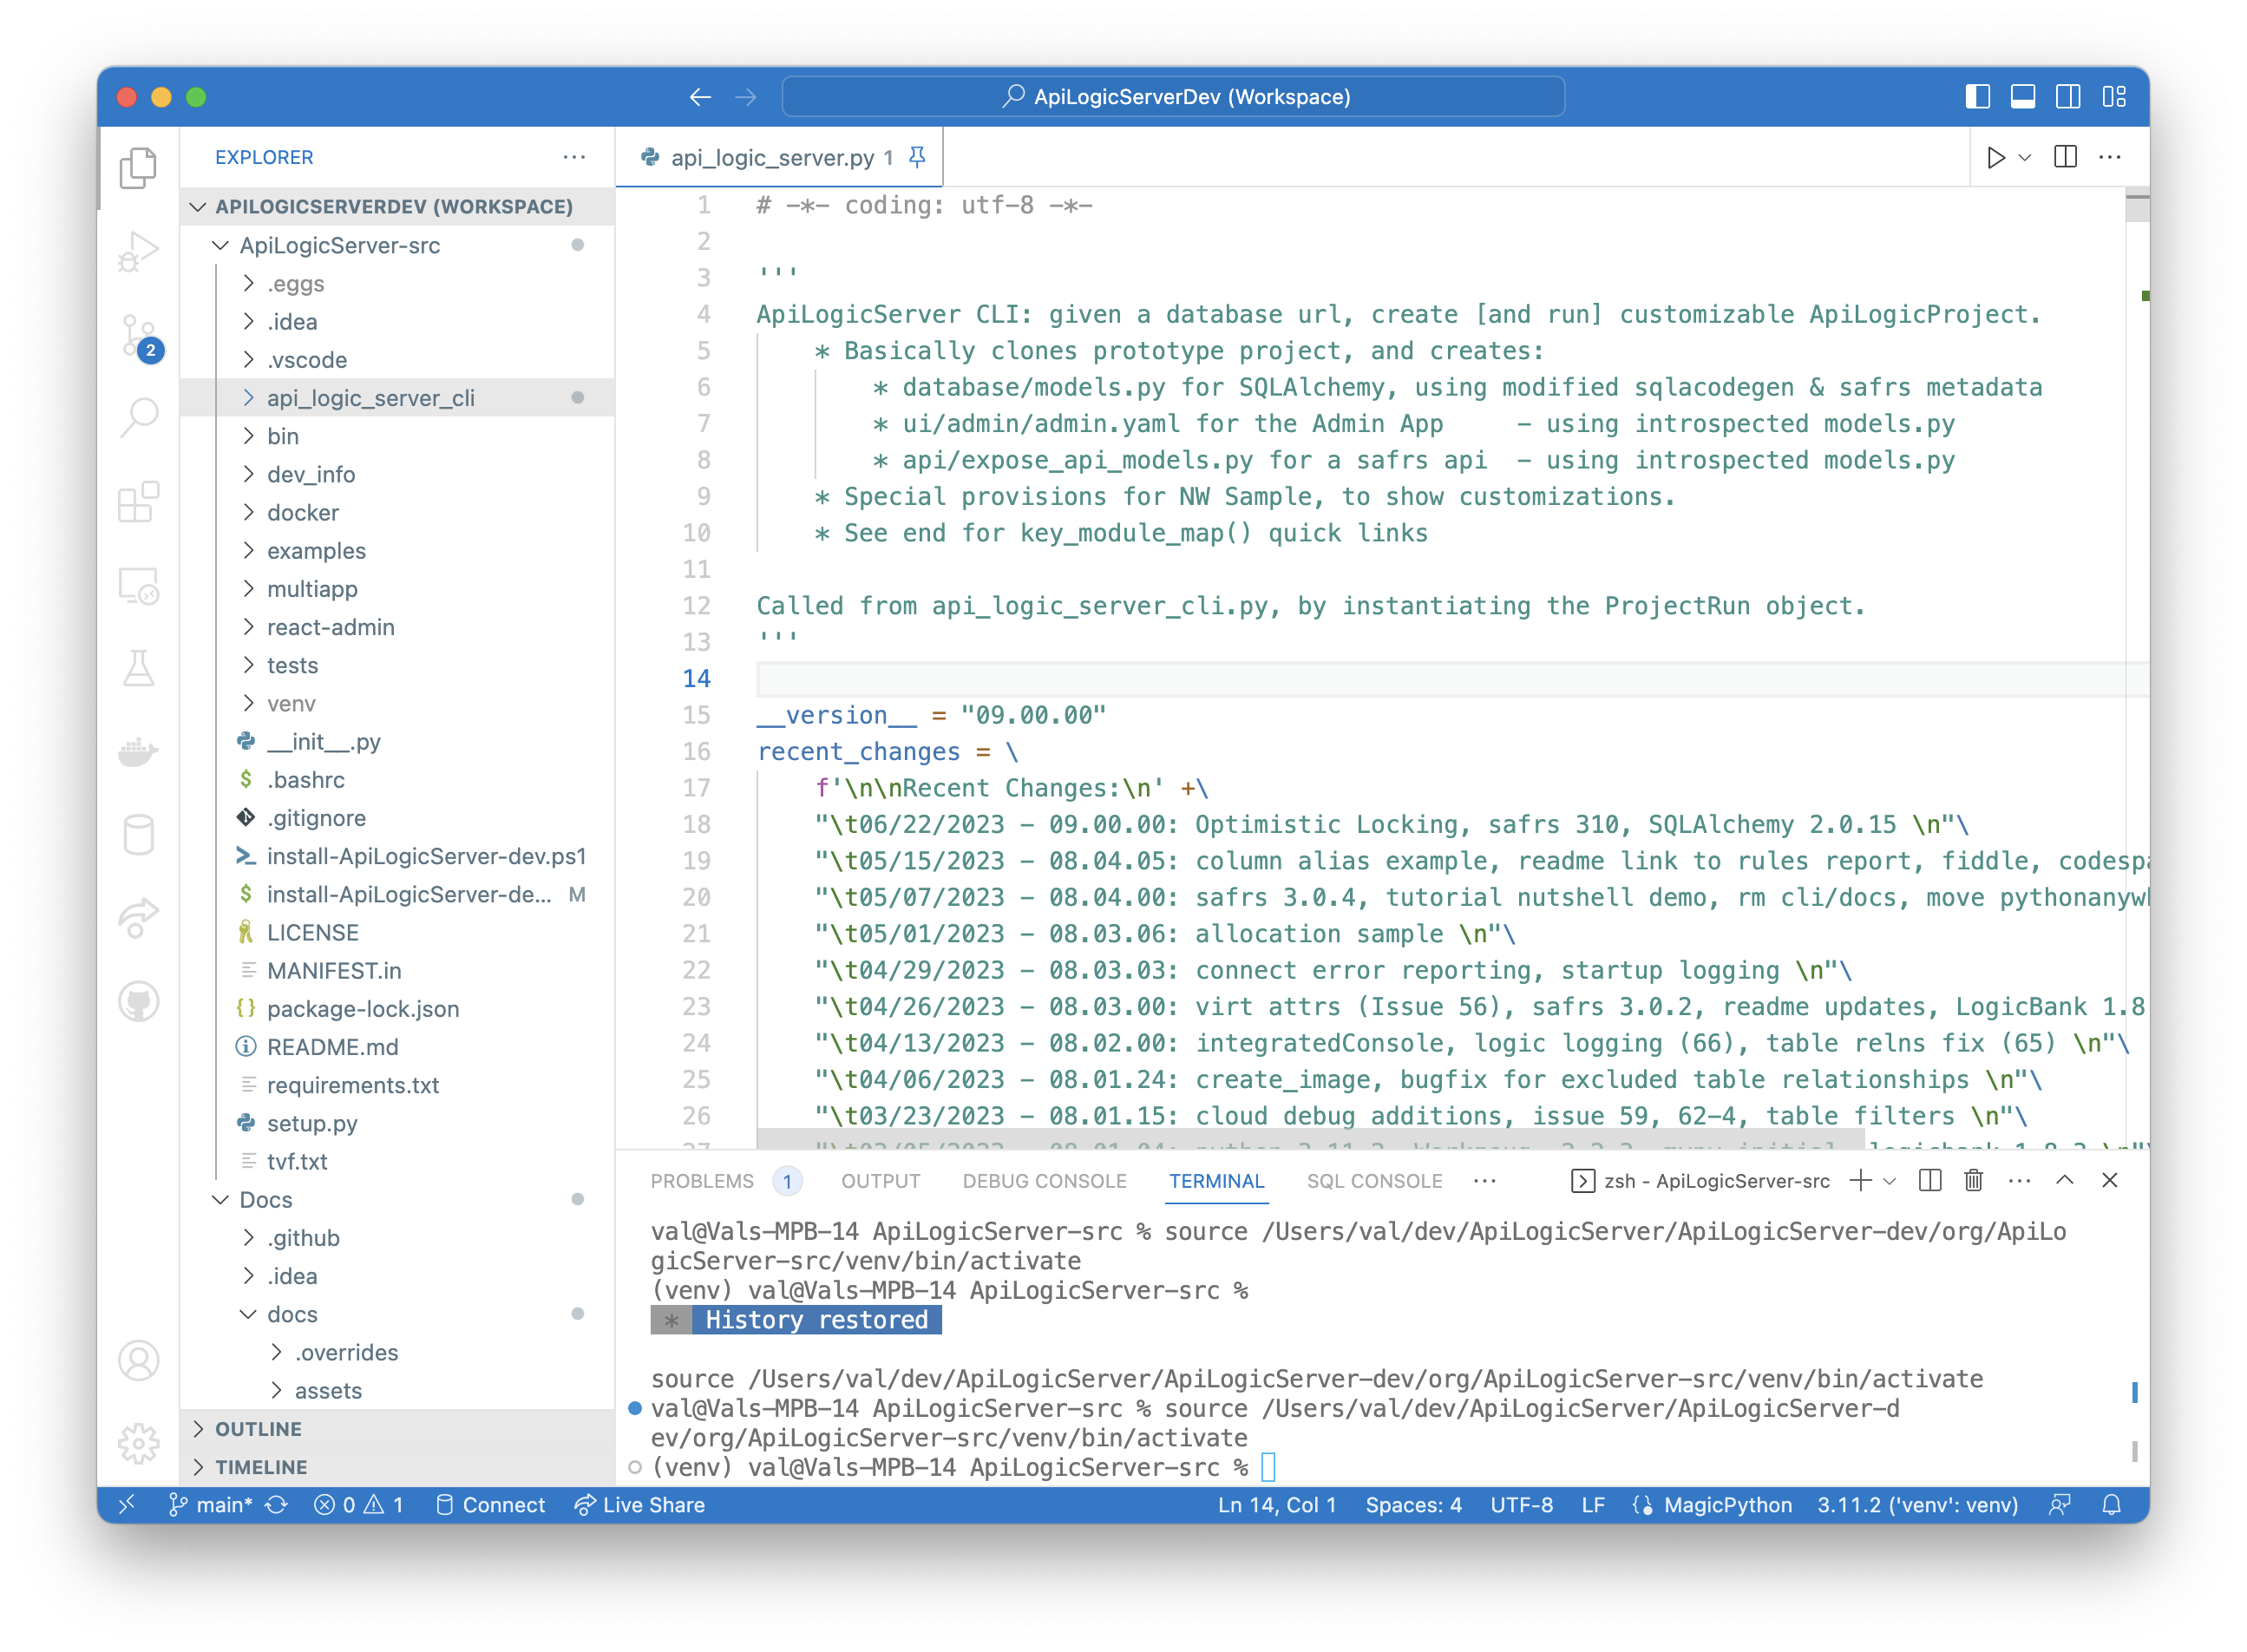 ApiLogicServerDev (Workspace)
EXPLORER
APILOGICSERVERDEV (WORKSPACE)
ApiLogicServer-src
.eggs
.idea
.vscode
2
api_logic_server_cli
bin
dev_info
docker
examples
multiapp
react-admin
tests
venv
__init__.py
$ .bashrc
.gitignore
install-ApiLogicServer-dev.ps1
$ install-ApiLogicServer-de... M
LICENSE
MANIFEST.in
{} package-lock.json
README.md
requirements.txt
setup.py
tvf.txt
Docs
.github
.idea
docs
.overrides
assets
OUTLINE
TIMELINE
api_logic_server.py 1
1 # -*- coding: utf-8 -*-
2
3 '''
4 ApiLogicServer CLI: given a database url, create [and run] customizable ApiLogicProject.
5 * Basically clones prototype project, and creates:
6 * database/models.py for SQLAlchemy, using modified sqlacodegen & safrs metadata
7 * ui/admin/admin.yaml for the Admin App - using introspected models.py
8 * api/expose_api_models.py for a safrs api - using introspected models.py
9 * Special provisions for NW Sample, to show customizations.
10 * See end for key_module_map() quick links
11
12 Called from api_logic_server_cli.py, by instantiating the ProjectRun object.
13 '''
14
15 __version__ = "09.00.00"
16 recent_changes = \
17 f'\n\nRecent Changes:\n' +\
18 "\t06/22/2023 - 09.00.00: Optimistic Locking, safrs 310, SQLAlchemy 2.0.15 \n"\
19 "\t05/15/2023 - 08.04.05: column alias example, readme link to rules report, fiddle, codespa
20 "\t05/07/2023 - 08.04.00: safrs 3.0.4, tutorial nutshell demo, rm cli/docs, move pythonanywh
21 "\t05/01/2023 - 08.03.06: allocation sample \n"\
22 "\t04/29/2023 - 08.03.03: connect error reporting, startup logging \n"\
23 "\t04/26/2023 - 08.03.00: virt attrs (Issue 56), safrs 3.0.2, readme updates, LogicBank 1.8
24 "\t04/13/2023 - 08.02.00: integratedConsole, logic logging (66), table relns fix (65) \n"\
25 "\t04/06/2023 - 08.01.24: create_image, bugfix for excluded table relationships \n"\
26 "\t03/23/2023 - 08.01.15: cloud debug additions, issue 59, 62-4, table filters \n"\
PROBLEMS 1 OUTPUT DEBUG CONSOLE TERMINAL SQL CONSOLE ··· zsh - ApiLogicServer-src
val@Vals-MPB-14 ApiLogicServer-src % source /Users/val/dev/ApiLogicServer/ApiLogicServer-dev/org/ApiLo
gicServer-src/venv/bin/activate
(venv) val@Vals-MPB-14 ApiLogicServer-src %
* History restored
source /Users/val/dev/ApiLogicServer/ApiLogicServer-dev/org/ApiLogicServer-src/venv/bin/activate
val@Vals-MPB-14 ApiLogicServer-src % source /Users/val/dev/ApiLogicServer/ApiLogicServer-d
ev/org/ApiLogicServer-src/venv/bin/activate
(venv) val@Vals-MPB-14 ApiLogicServer-src %
main* 0 1 Connect Live Share Ln 14, Col 1 Spaces: 4 UTF-8 LF MagicPython 3.11.2 ('venv': venv)